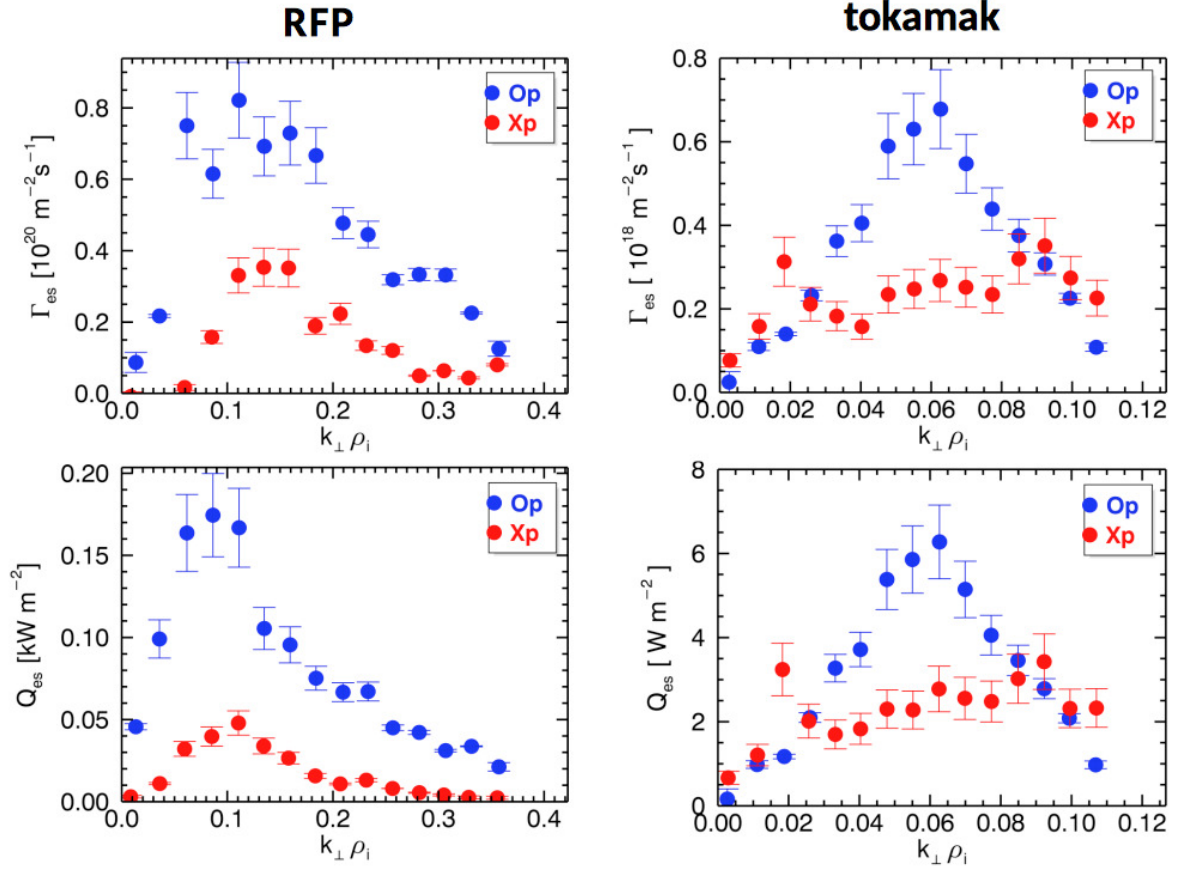 RFP
tokamak
Γes [10^20 m^−2 s^−1]
0.8
0.6
0.4
0.2
0.0
Op
Xp
0.0 0.1 0.2 0.3 0.4
k⊥ρi
Γes [ 10^18 m^−2 s^−1 ]
0.8
0.6
0.4
0.2
0.0
Op
Xp
0.00 0.02 0.04 0.06 0.08 0.10 0.12
k⊥ρi
Qes [kW m^−2]
0.20
0.15
0.10
0.05
0.00
Op
Xp
0.0 0.1 0.2 0.3 0.4
k⊥ρi
Qes [ W m^−2 ]
8
6
4
2
0
Op
Xp
0.00 0.02 0.04 0.06 0.08 0.10 0.12
k⊥ρi